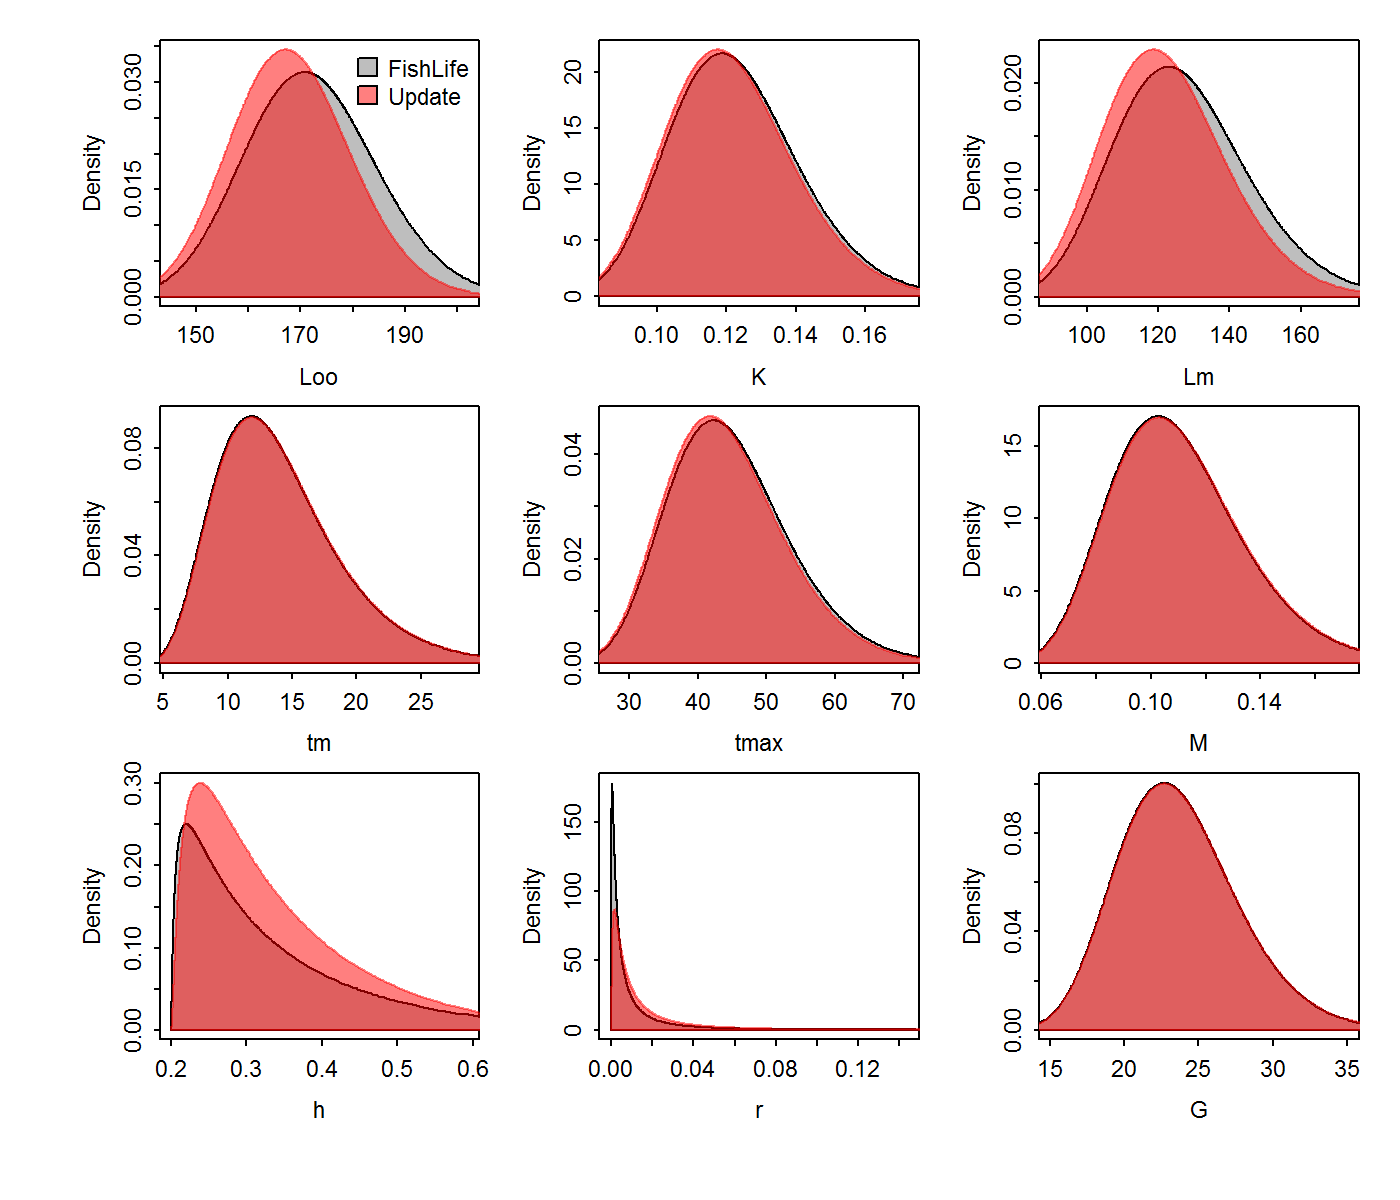 FishLife
Update
Density
0.000 0.015 0.030
150 170 190
Loo
Density
0 5 10 15 20
0.10 0.12 0.14 0.16
K
Density
0.000 0.010 0.020
100 120 140 160
Lm
Density
0.00 0.04 0.08
5 10 15 20 25
tm
Density
0.00 0.02 0.04
30 40 50 60 70
tmax
Density
0 5 10 15
0.06 0.10 0.14
M
Density
0.00 0.10 0.20 0.30
0.2 0.3 0.4 0.5 0.6
h
Density
0 50 100 150
0.00 0.04 0.08 0.12
r
Density
0.00 0.04 0.08
15 20 25 30 35
G